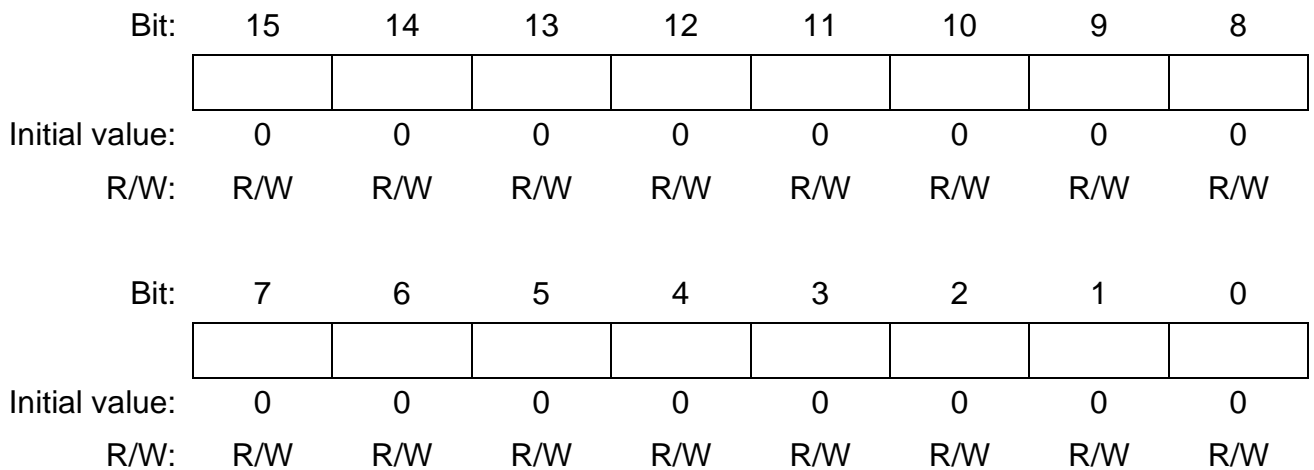 Bit: 15 14 13 12 11 10 9 8
Initial value: 0 0 0 0 0 0 0 0
R/W: R/W R/W R/W R/W R/W R/W R/W R/W
Bit: 7 6 5 4 3 2 1 0
Initial value: 0 0 0 0 0 0 0 0
R/W: R/W R/W R/W R/W R/W R/W R/W R/W